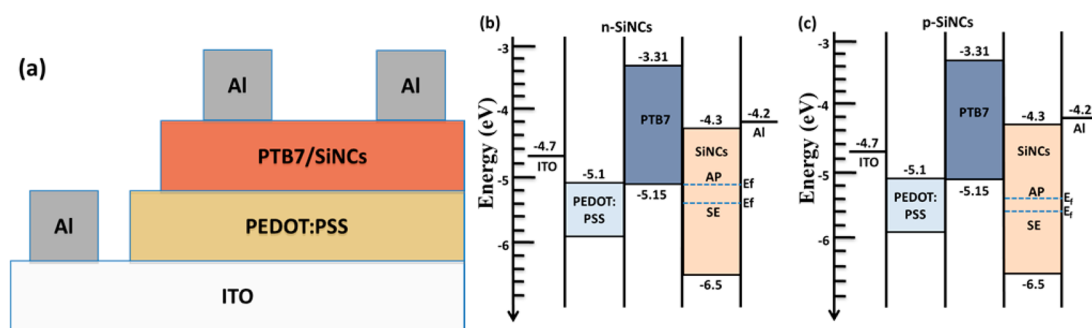 (a)
Al
Al
PTB7/SiNCs
Al
PEDOT:PSS
ITO
(b)
n-SiNCs
Energy (eV)
-3
-4
-5
-6
-4.7
ITO
-5.1
PEDOT:
PSS
-3.31
PTB7
-5.15
-4.3
SiNCs
AP
Ef
Ef
SE
-6.5
-4.2
Al
(c)
p-SiNCs
Energy (eV)
-3
-4
-5
-6
-4.7
ITO
-5.1
PEDOT:
PSS
-3.31
PTB7
-5.15
-4.3
SiNCs
AP
Ef
Ef
SE
-6.5
-4.2
Al